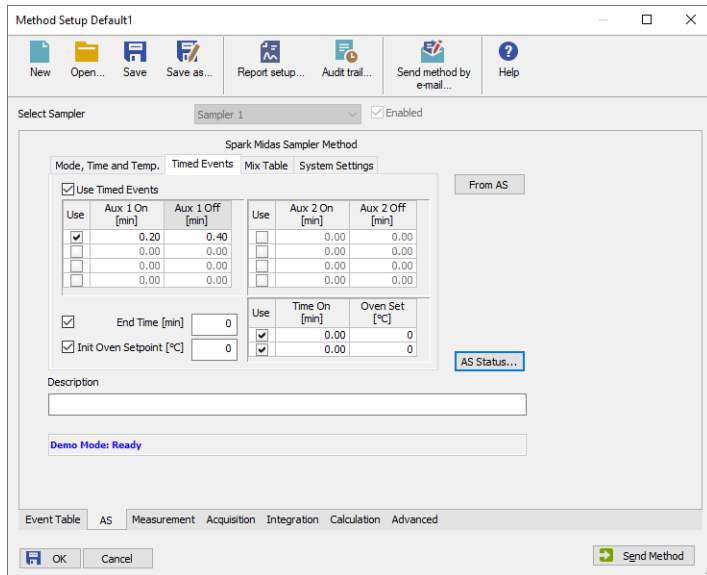 Method Setup Default1
New Open... Save Save as... Report setup... Audit trail... Send method by e-mail... Help
Select Sampler Sampler 1 Enabled
Spark Midas Sampler Method
Mode, Time and Temp. Timed Events Mix Table System Settings
From AS
Use Timed Events
Use Aux 1 On [min] Aux 1 Off [min] Use Aux 2 On [min] Aux 2 Off [min]
0.20 0.40 0.00 0.00
0.00 0.00 0.00 0.00
0.00 0.00 0.00 0.00
0.00 0.00 0.00 0.00
Use Time On [min] Oven Set [°C]
End Time [min] 0 0.00 0
Init Oven Setpoint [°C] 0 0.00 0
AS Status...
Description
Demo Mode: Ready
Event Table AS Measurement Acquisition Integration Calculation Advanced
OK Cancel Send Method